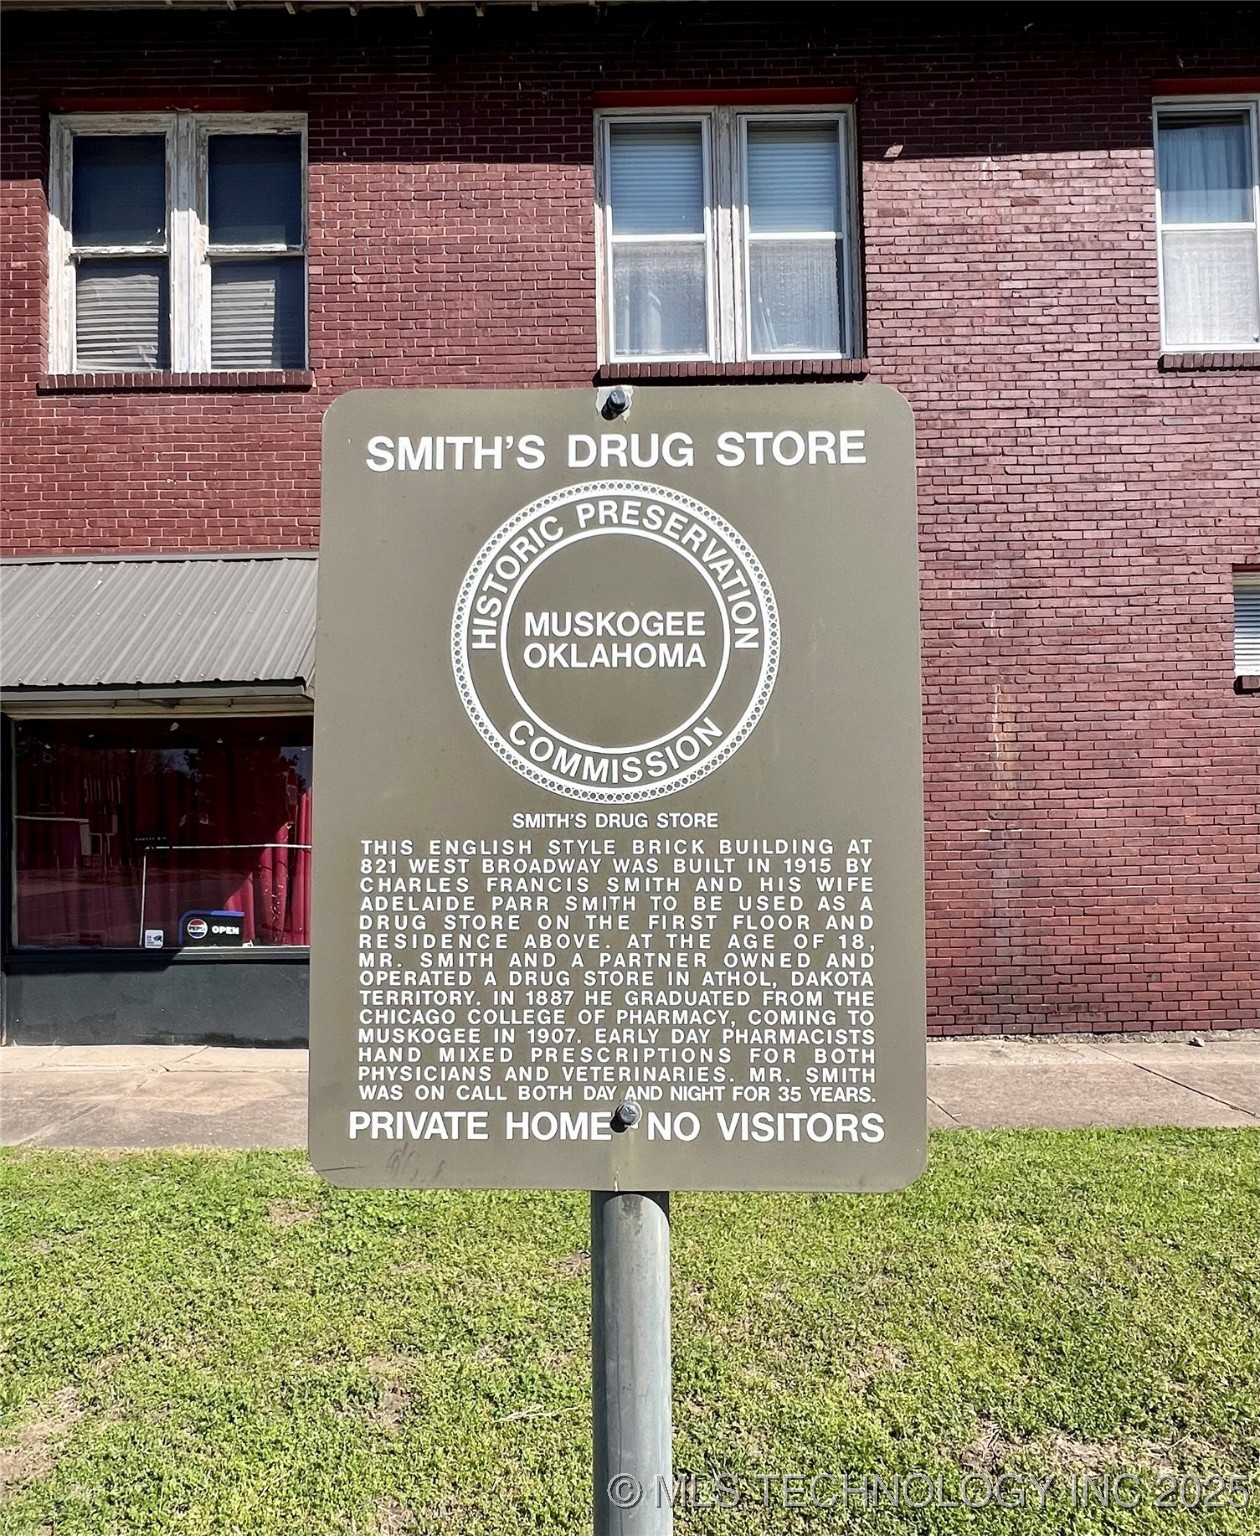 SMITH'S DRUG STORE
HISTORIC PRESERVATION
MUSKOGEE
OKLAHOMA
COMMISSION
SMITH'S DRUG STORE
THIS ENGLISH STYLE BRICK BUILDING AT
821 WEST BROADWAY WAS BUILT IN 1915 BY
CHARLES FRANCIS SMITH AND HIS WIFE
ADELAIDE PARR SMITH TO BE USED AS A
DRUG STORE ON THE FIRST FLOOR AND
RESIDENCE ABOVE. AT THE AGE OF 18,
MR. SMITH AND A PARTNER OWNED AND
OPERATED A DRUG STORE IN ATHOL, DAKOTA
TERRITORY. IN 1887 HE GRADUATED FROM THE
CHICAGO COLLEGE OF PHARMACY, COMING TO
MUSKOGEE IN 1907. EARLY DAY PHARMACISTS
HAND MIXED PRESCRIPTIONS FOR BOTH
PHYSICIANS AND VETERINARIES. MR. SMITH
WAS ON CALL BOTH DAY AND NIGHT FOR 35 YEARS.
PRIVATE HOME NO VISITORS
OPEN
© MLS TECHNOLOGY INC 2025